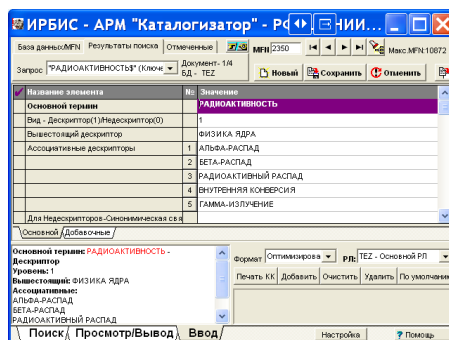 ИРБИС - АРМ "Каталогизатор" - РФ ... НИИ...
База данных/MFN Результаты поиска Отмеченные MFN 2350 Макс.MFN:10872
Запрос "РАДИОАКТИВНОСТЬ$" (Ключе Документ- 1/4
БД - TEZ Новый Сохранить Отменить
Название элемента № Значение
Основной термин РАДИОАКТИВНОСТЬ
Вид - Дескриптор(1)/Недескриптор(0) 1
Вышестоящий дескриптор ФИЗИКА ЯДРА
Ассоциативные дескрипторы 1 АЛЬФА-РАСПАД
2 БЕТА-РАСПАД
3 РАДИОАКТИВНЫЙ РАСПАД
4 ВНУТРЕННЯЯ КОНВЕРСИЯ
5 ГАММА-ИЗЛУЧЕНИЕ
Для Недескрипторов-Синонимическая свя
Основной Добавочные
Основной термин: РАДИОАКТИВНОСТЬ -
Дескриптор
Уровень: 1
Вышестоящий: ФИЗИКА ЯДРА
Ассоциативные:
АЛЬФА-РАСПАД
БЕТА-РАСПАД
РАДИОАКТИВНЫЙ РАСПАД
Формат Оптимизирова РЛ: TEZ - Основной РЛ
Печать КК Добавить Очистить Удалить По умолчанию
Поиск Просмотр/Вывод Ввод Настройка ? Помощь